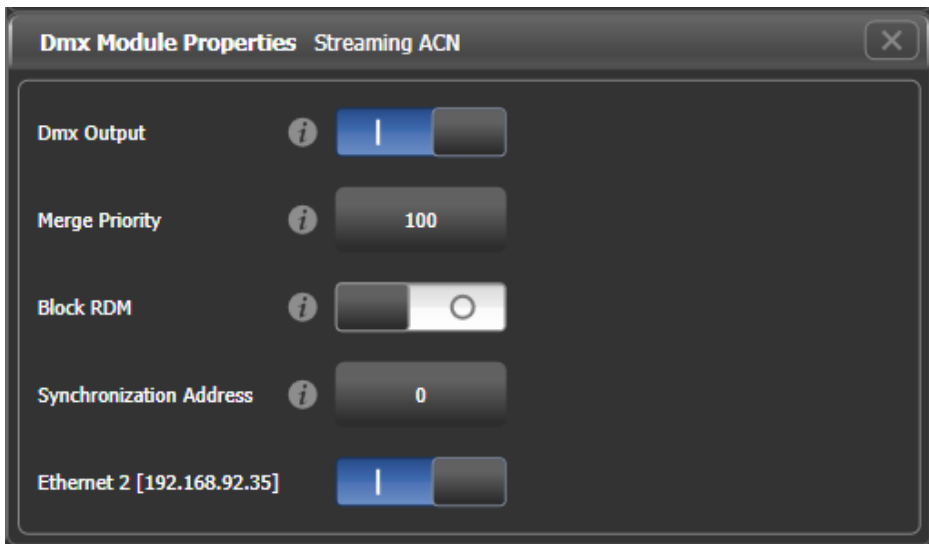 Dmx Module Properties Streaming ACN
Dmx Output
Merge Priority 100
Block RDM
Synchronization Address 0
Ethernet 2 [192.168.92.35]